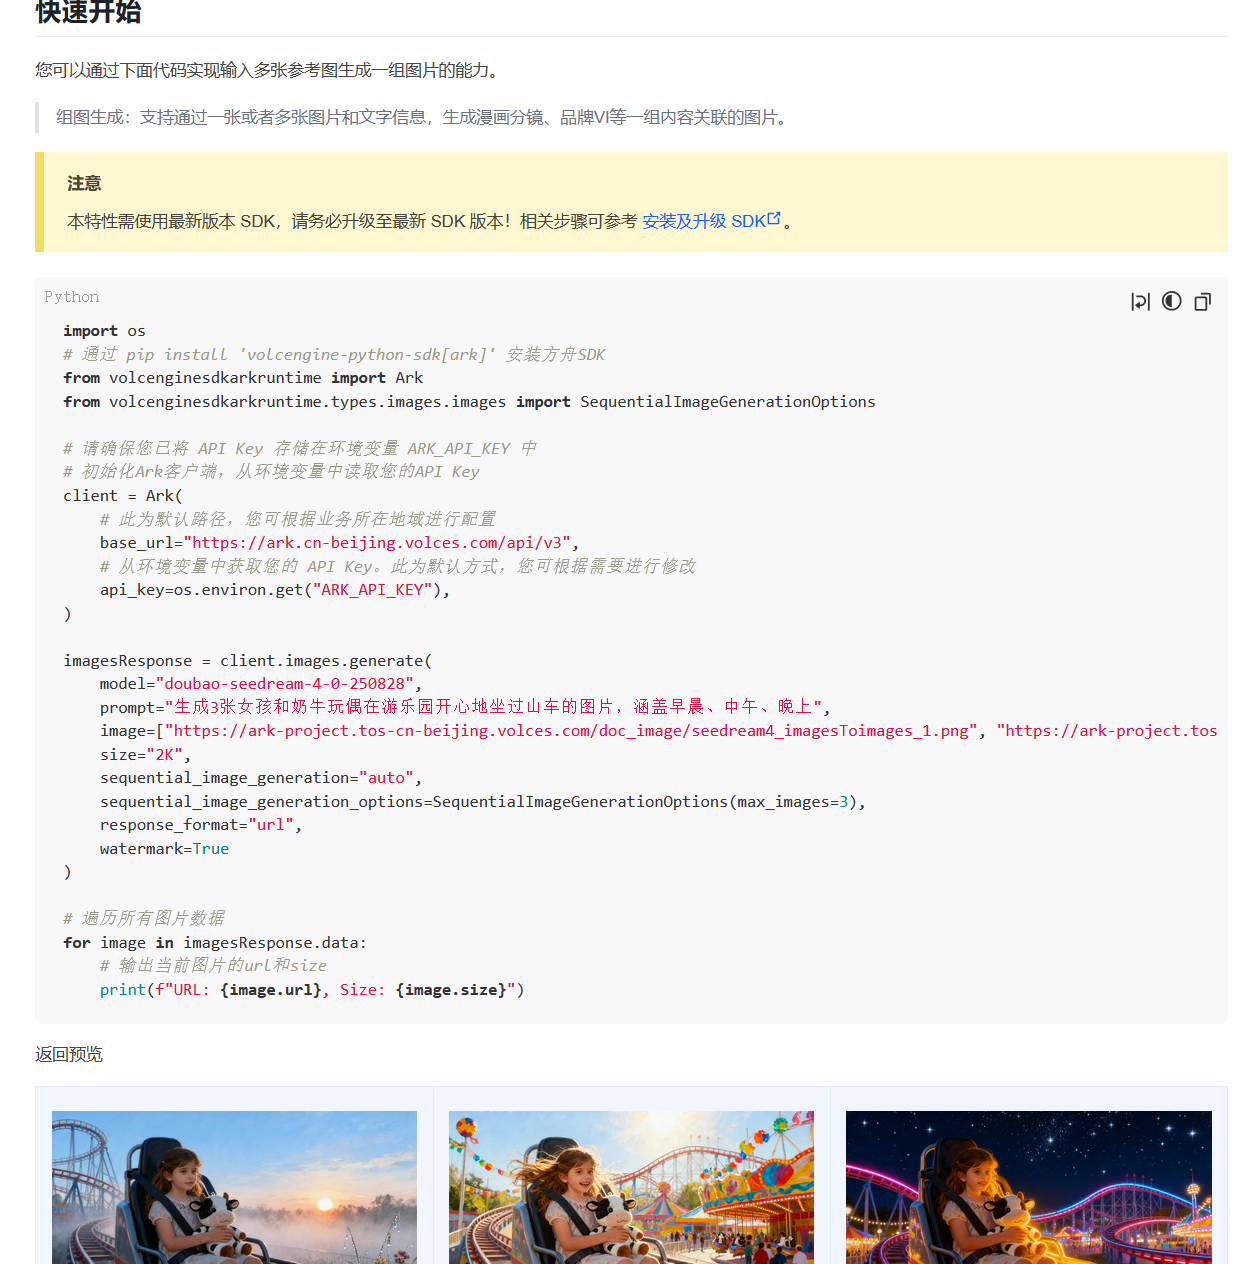 快速开始
您可以通过下面代码实现输入多张参考图生成一组图片的能力。
组图生成：支持通过一张或者多张图片和文字信息，生成漫画分镜、品牌VI等一组内容关联的图片。
注意
本特性需使用最新版本 SDK，请务必升级至最新 SDK 版本！相关步骤可参考 安装及升级 SDK。
Python
import os
# 通过 pip install 'volcengine-python-sdk[ark]' 安装方舟SDK
from volcenginesdkarkruntime import Ark
from volcenginesdkarkruntime.types.images.images import SequentialImageGenerationOptions
# 请确保您已将 API Key 存储在环境变量 ARK_API_KEY 中
# 初始化Ark客户端，从环境变量中读取您的API Key
client = Ark(
# 此为默认路径，您可根据业务所在地域进行配置
base_url="https://ark.cn-beijing.volces.com/api/v3",
# 从环境变量中获取您的 API Key。此为默认方式，您可根据需要进行修改
api_key=os.environ.get("ARK_API_KEY"),
)
imagesResponse = client.images.generate(
model="doubao-seedream-4-0-250828",
prompt="生成3张女孩和奶牛玩偶在游乐园开心地坐过山车的图片，涵盖早晨、中午、晚上",
image=["https://ark-project.tos-cn-beijing.volces.com/doc_image/seedream4_imagesToimages_1.png", "https://ark-project.tos
size="2K",
sequential_image_generation="auto",
sequential_image_generation_options=SequentialImageGenerationOptions(max_images=3),
response_format="url",
watermark=True
)
# 遍历所有图片数据
for image in imagesResponse.data:
# 输出当前图片的url和size
print(f"URL: {image.url}, Size: {image.size}")
返回预览